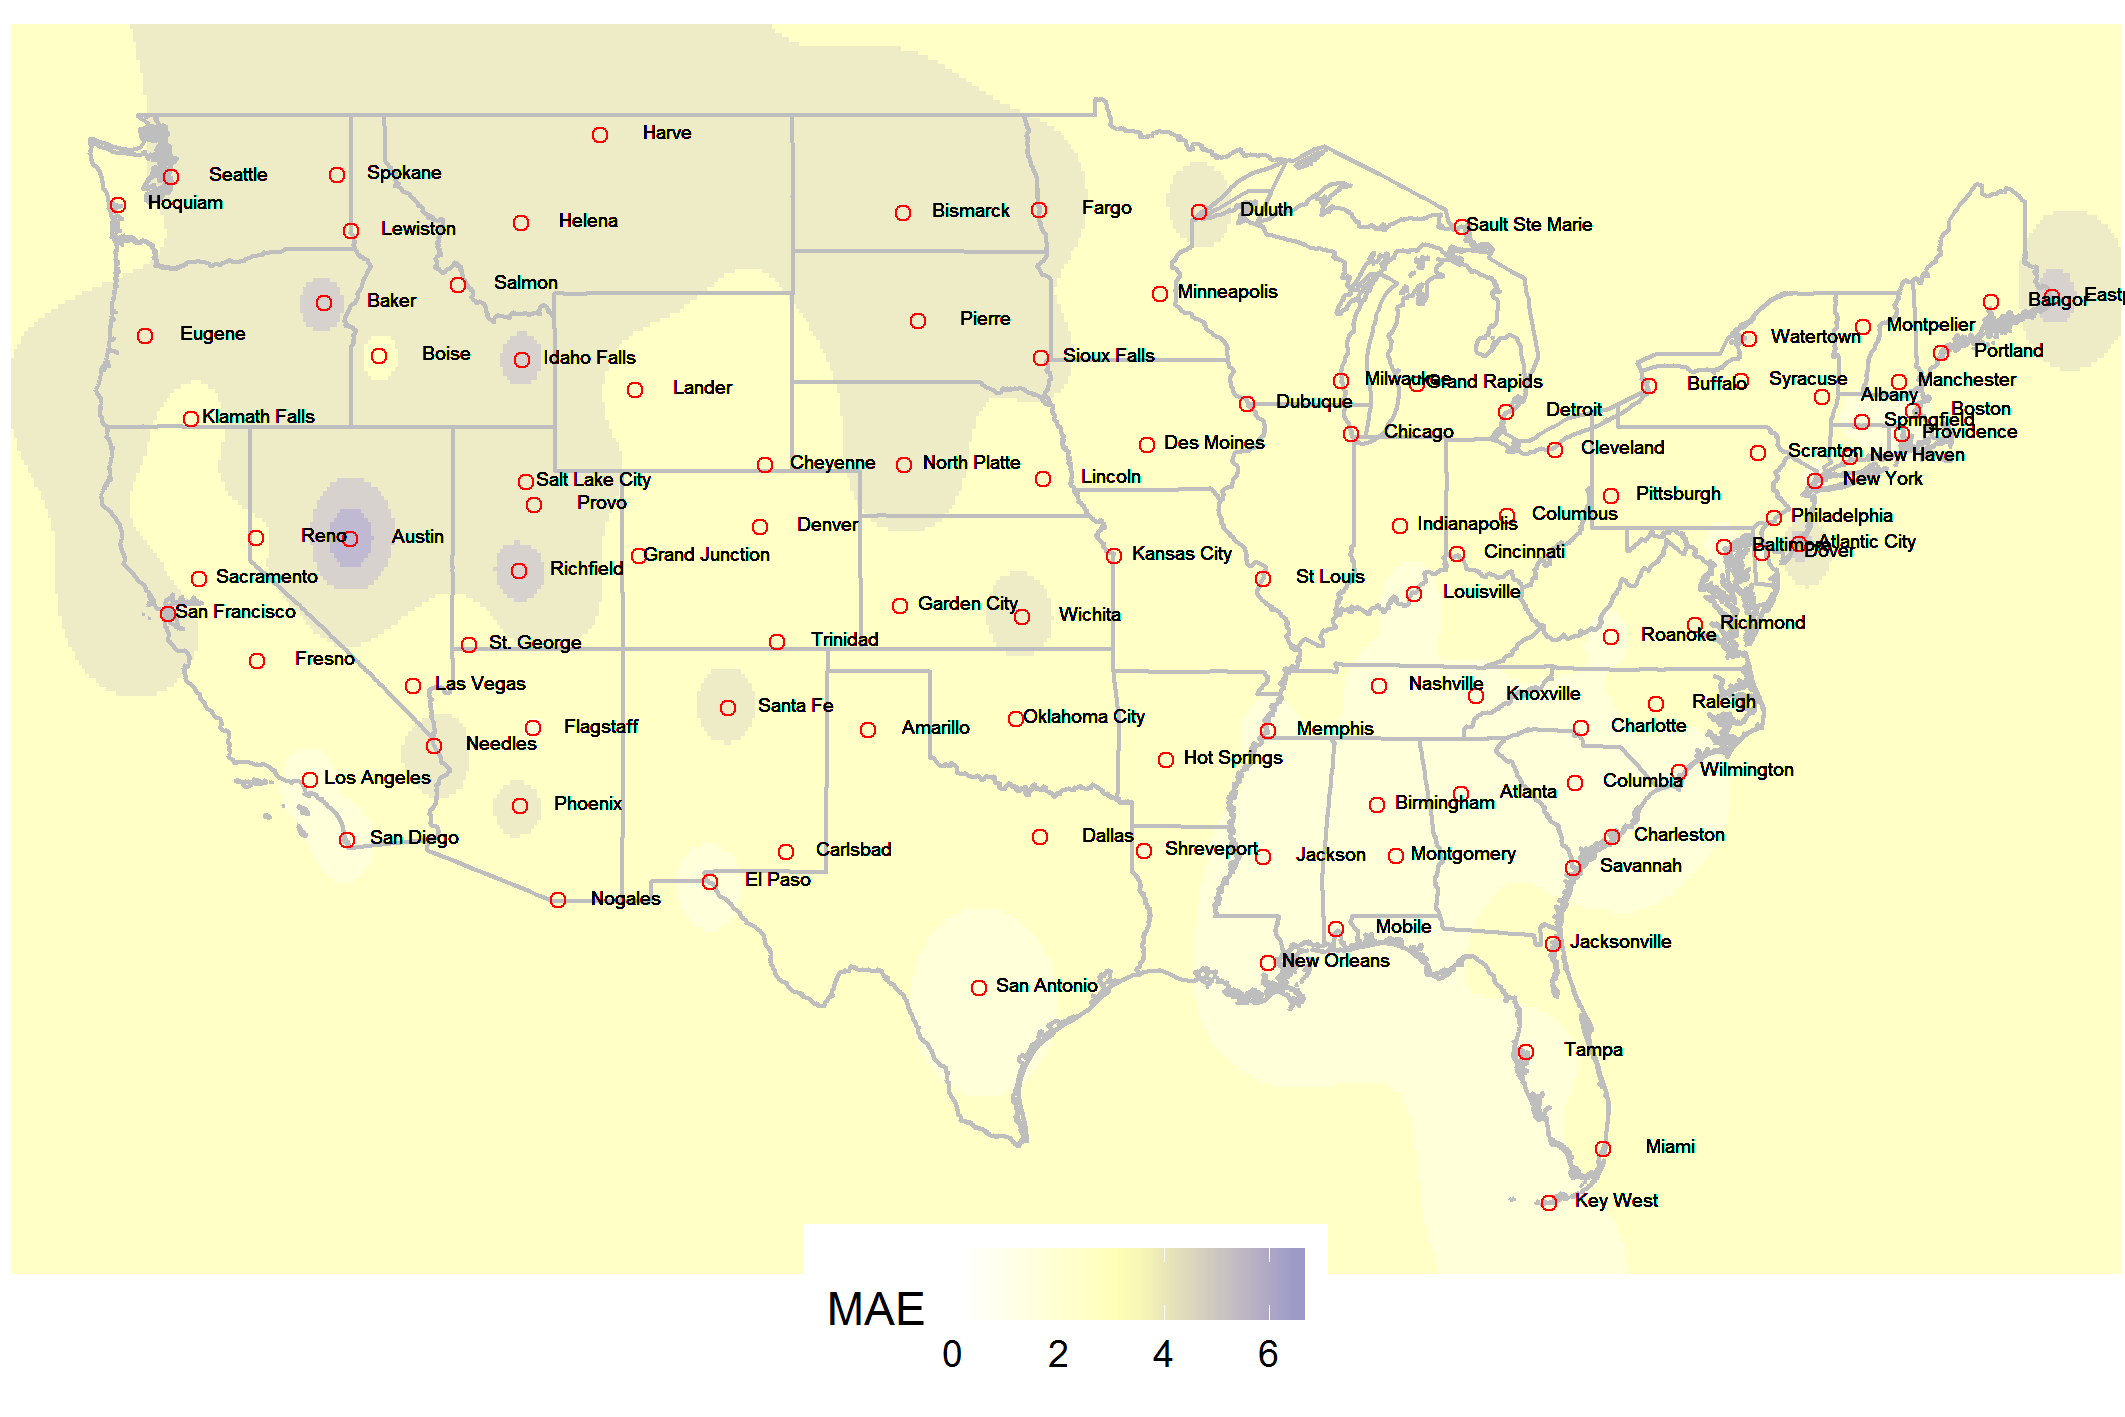 Harve
Seattle
Spokane
Hoquiam
Lewiston
Helena
Bismarck
Fargo
Duluth
Sault Ste Marie
Salmon
Baker
Minneapolis
Bangor
Eastp
Eugene
Boise
Idaho Falls
Pierre
Sioux Falls
Watertown
Montpelier
Portland
Klamath Falls
Lander
Dubuque
Milwaukee
Grand Rapids
Detroit
Buffalo
Syracuse
Albany
Manchester
Boston
Springfield
Providence
Chicago
Cleveland
Scranton
New Haven
Des Moines
Cheyenne
North Platte
Lincoln
Salt Lake City
Provo
New York
Pittsburgh
Philadelphia
Reno
Austin
Denver
Indianapolis
Columbus
Baltimore
Atlantic City
Dover
Grand Junction
Kansas City
Cincinnati
Sacramento
Richfield
St Louis
Louisville
San Francisco
Garden City
Wichita
Richmond
Roanoke
St. George
Trinidad
Fresno
Las Vegas
Nashville
Knoxville
Raleigh
Santa Fe
Oklahoma City
Flagstaff
Amarillo
Memphis
Charlotte
Needles
Hot Springs
Los Angeles
Wilmington
Phoenix
Birmingham
Atlanta
Columbia
San Diego
Carlsbad
Dallas
Shreveport
Jackson
Montgomery
Charleston
Savannah
El Paso
Nogales
Mobile
Jacksonville
New Orleans
San Antonio
Tampa
Miami
Key West
MAE
0 2 4 6